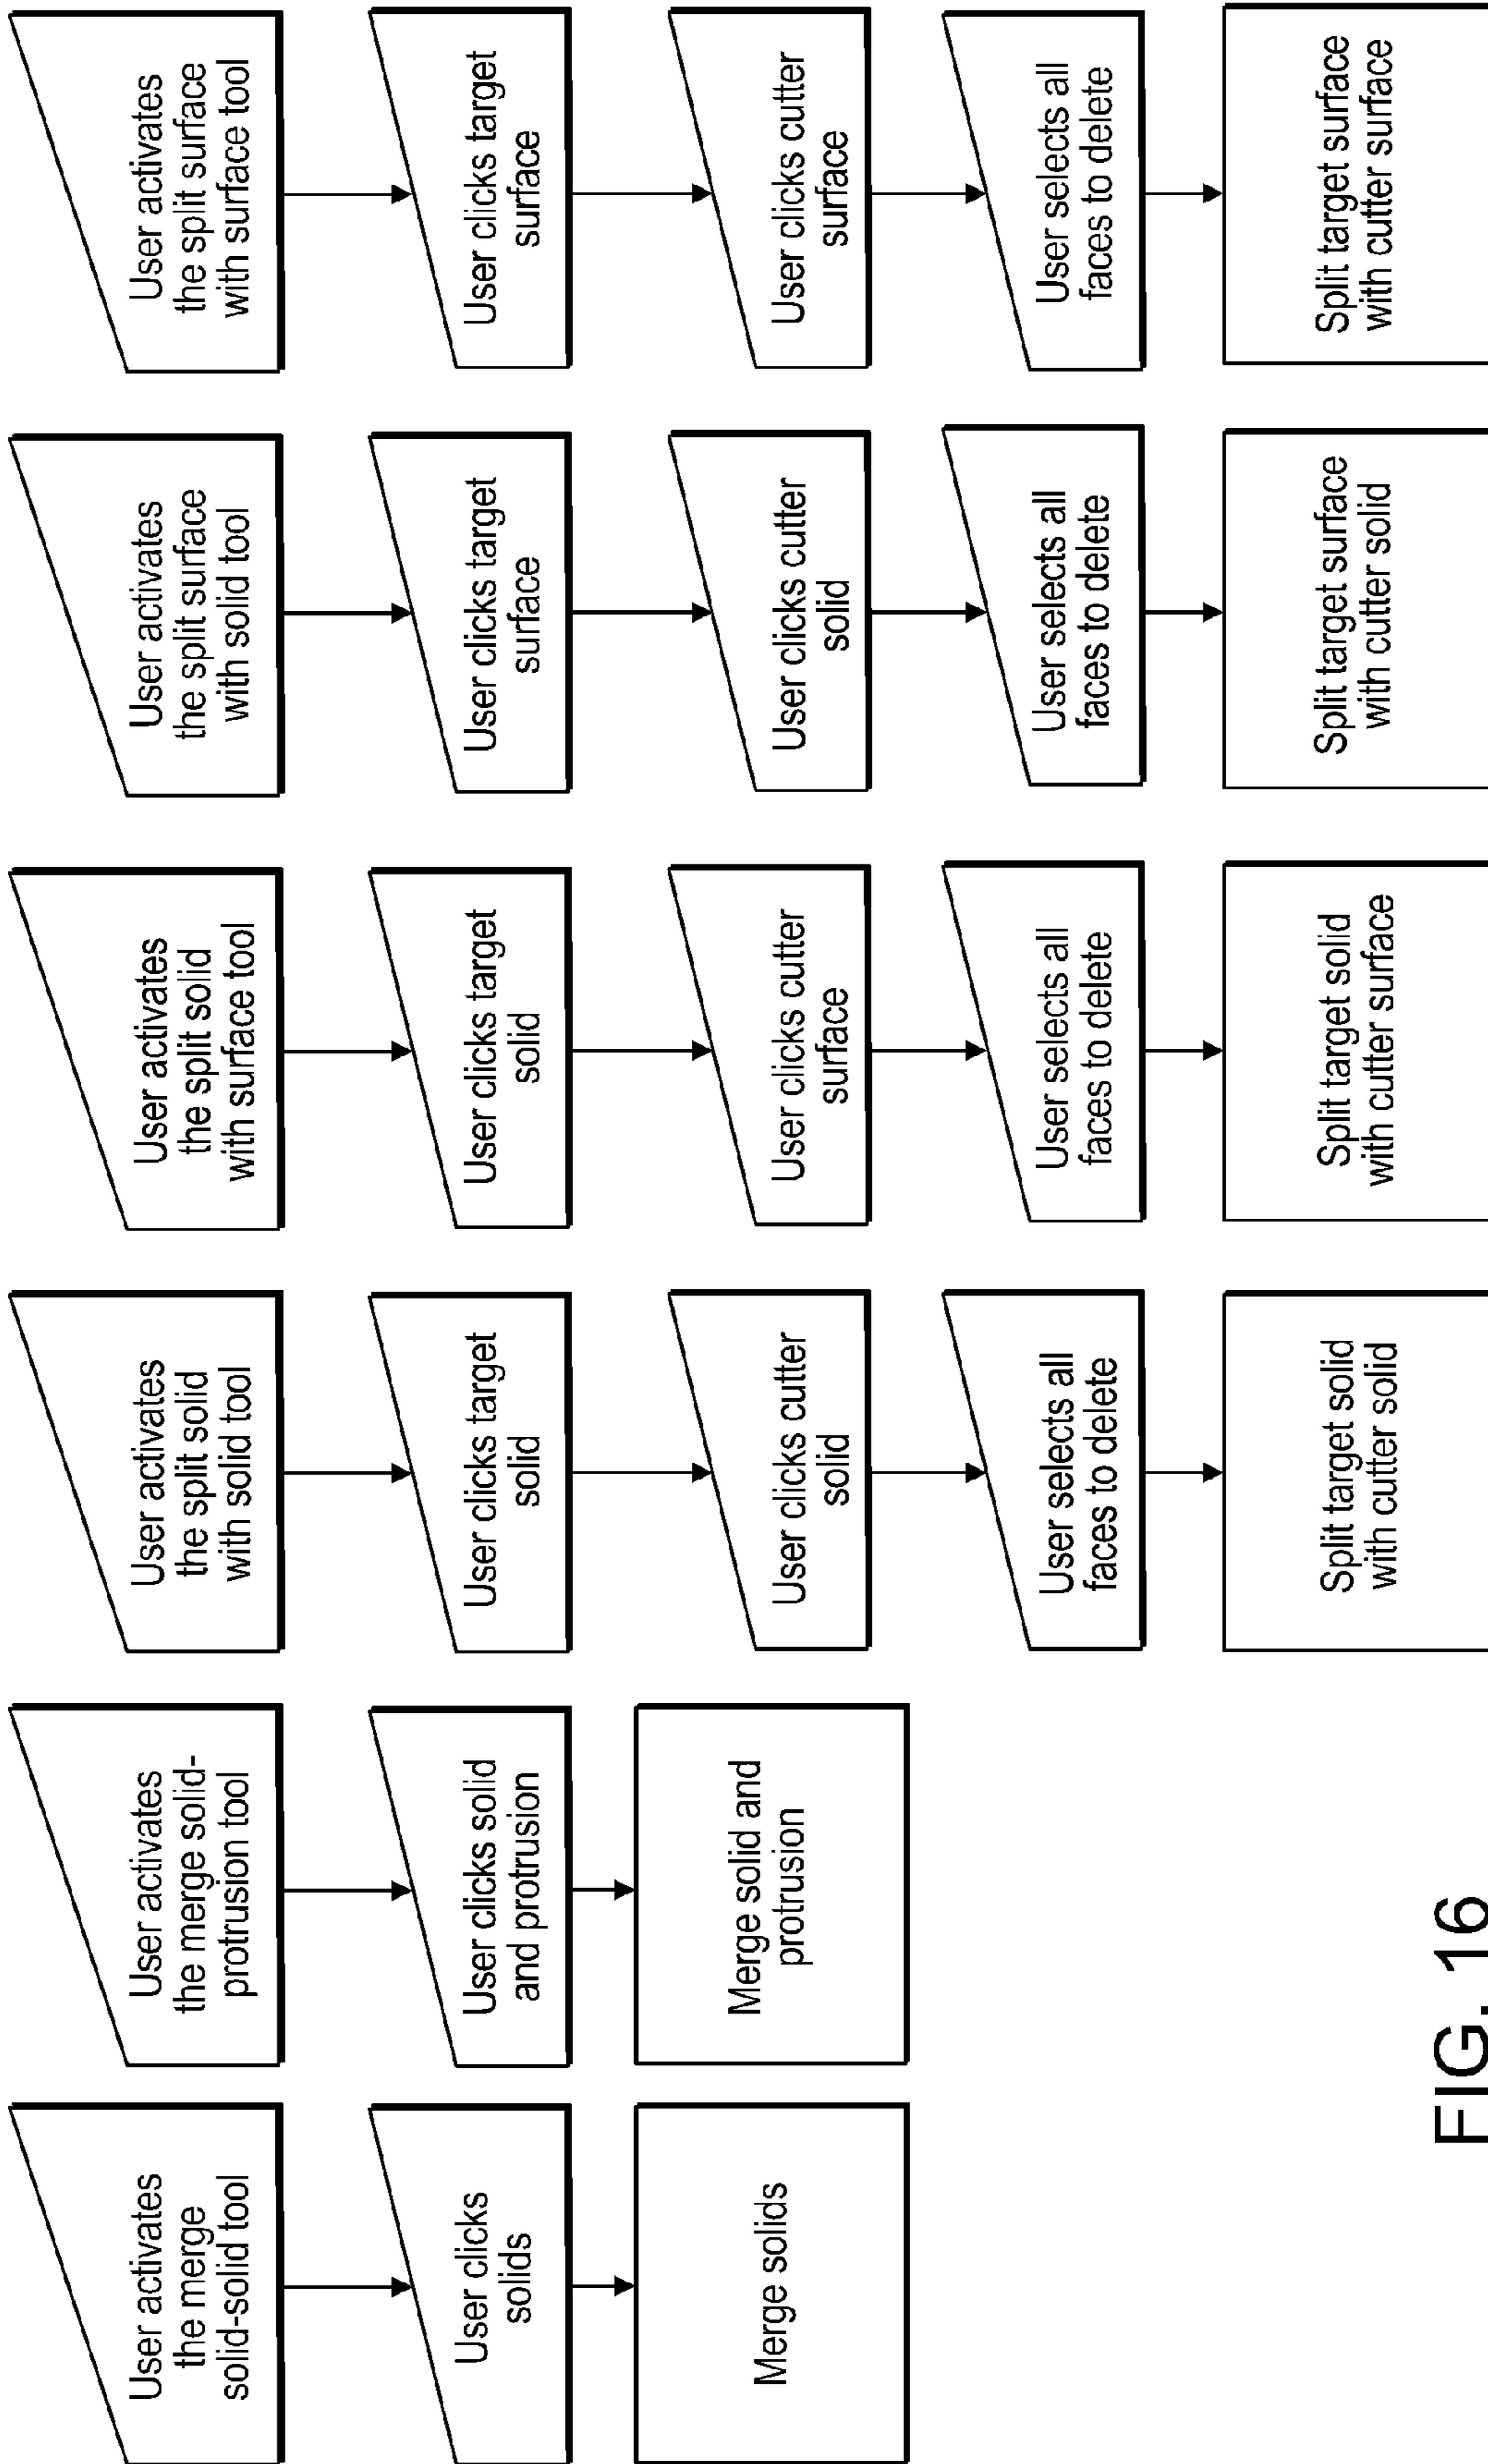 User activates
the merge
solid-solid tool
User clicks
solids
Merge solids
User activates
the merge solid-
protrusion tool
User clicks solid
and protrusion
Merge solid and
protrusion
User activates
the split solid
with solid tool
User clicks target
solid
User clicks cutter
solid
User selects all
faces to delete
Split target solid
with cutter solid
User activates
the split solid
with surface tool
User clicks target
solid
User clicks cutter
surface
User selects all
faces to delete
Split target solid
with cutter surface
User activates
the split surface
with solid tool
User clicks target
surface
User clicks cutter
solid
User selects all
faces to delete
Split target surface
with cutter solid
User activates
the split surface
with surface tool
User clicks target
surface
User clicks cutter
surface
User selects all
faces to delete
Split target surface
with cutter surface
FIG. 16